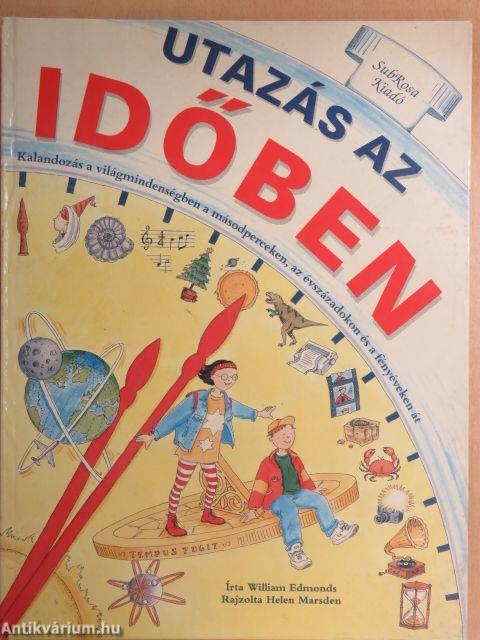 SubRosa
Kiadó
UTAZÁS AZ
IDŐBEN
Kalandozás a világmindenségben a másodperceken, az évszázadokon és a fényéveken át
TEMPUS FUGIT
Írta William Edmonds
Rajzolta Helen Marsden
Antikvárium.hu